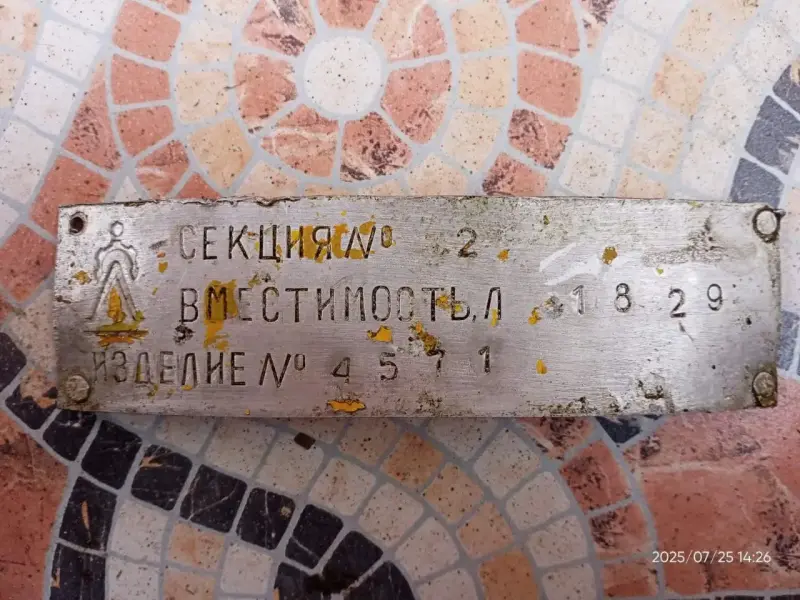 СЕКЦИЯ № 2
ВМЕСТИМОСТЬ, Л 1829
ИЗДЕЛИЕ № 4571
2025/07/25 14:26